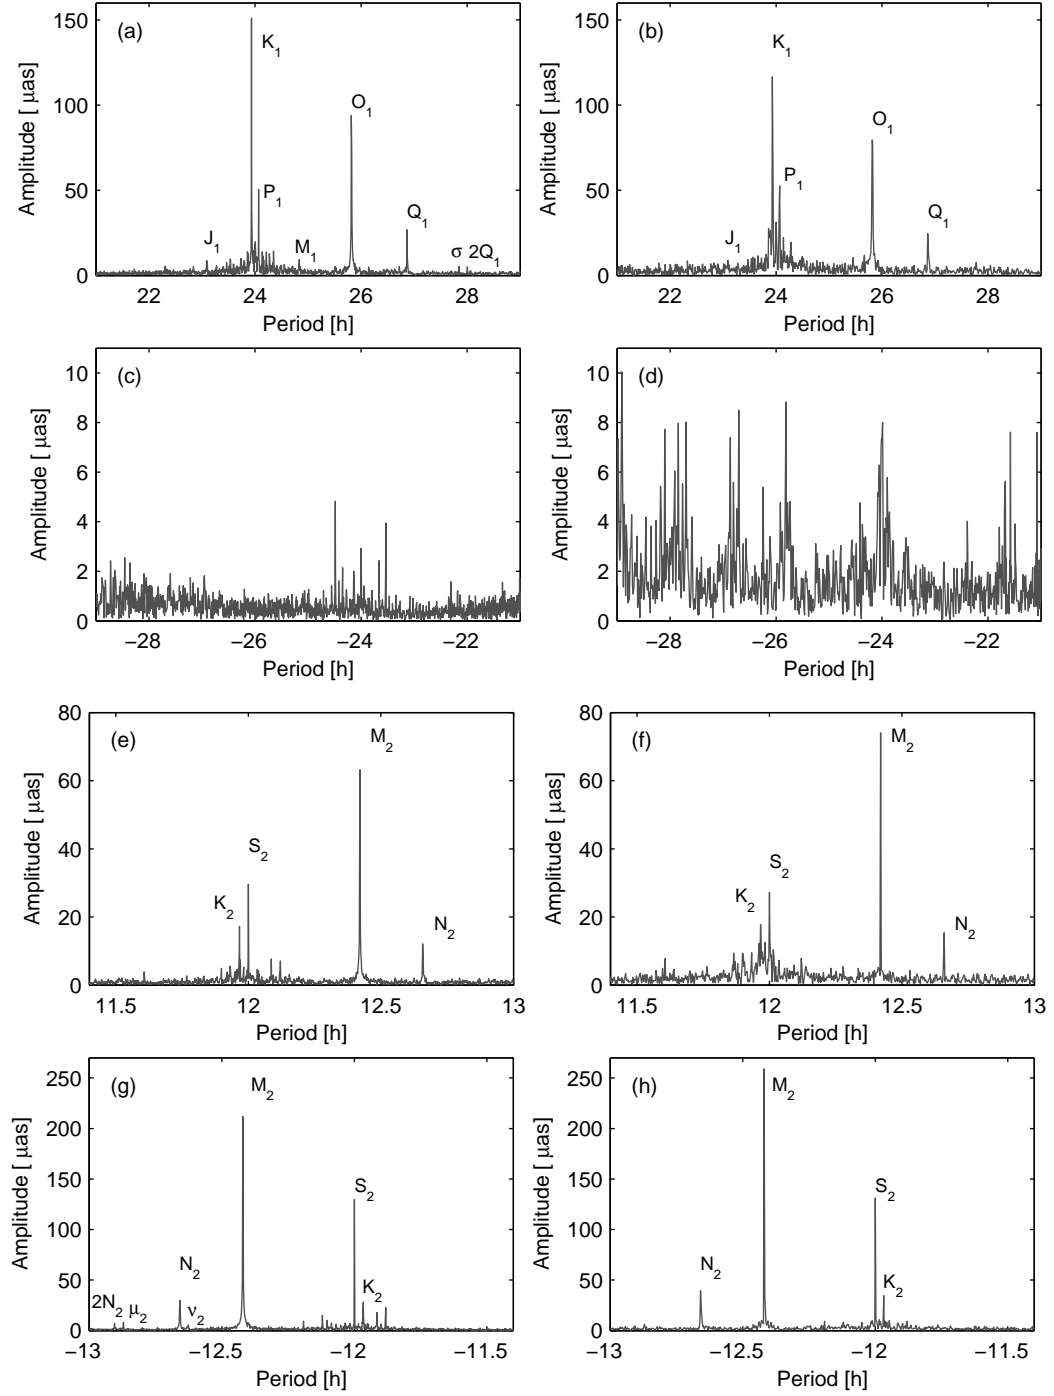 (a)
K1
O1
P1
Q1
J1
M1
σ 2Q1
150
100
50
0
22
24
26
28
Amplitude [ µas]
Period [h]
(b)
K1
O1
P1
Q1
J1
150
100
50
0
22
24
26
28
Amplitude [ µas]
Period [h]
(c)
10
8
6
4
2
0
−28
−26
−24
−22
Amplitude [ µas]
Period [h]
(d)
10
8
6
4
2
0
−28
−26
−24
−22
Amplitude [ µas]
Period [h]
(e)
M2
S2
K2
N2
80
60
40
20
0
11.5
12
12.5
13
Amplitude [ µas]
Period [h]
(f)
M2
S2
K2
N2
80
60
40
20
0
11.5
12
12.5
13
Amplitude [ µas]
Period [h]
(g)
M2
S2
N2
K2
2N2 µ2
ν2
250
200
150
100
50
0
−13
−12.5
−12
−11.5
Amplitude [ µas]
Period [h]
(h)
M2
S2
N2
K2
250
200
150
100
50
0
−13
−12.5
−12
−11.5
Amplitude [ µas]
Period [h]